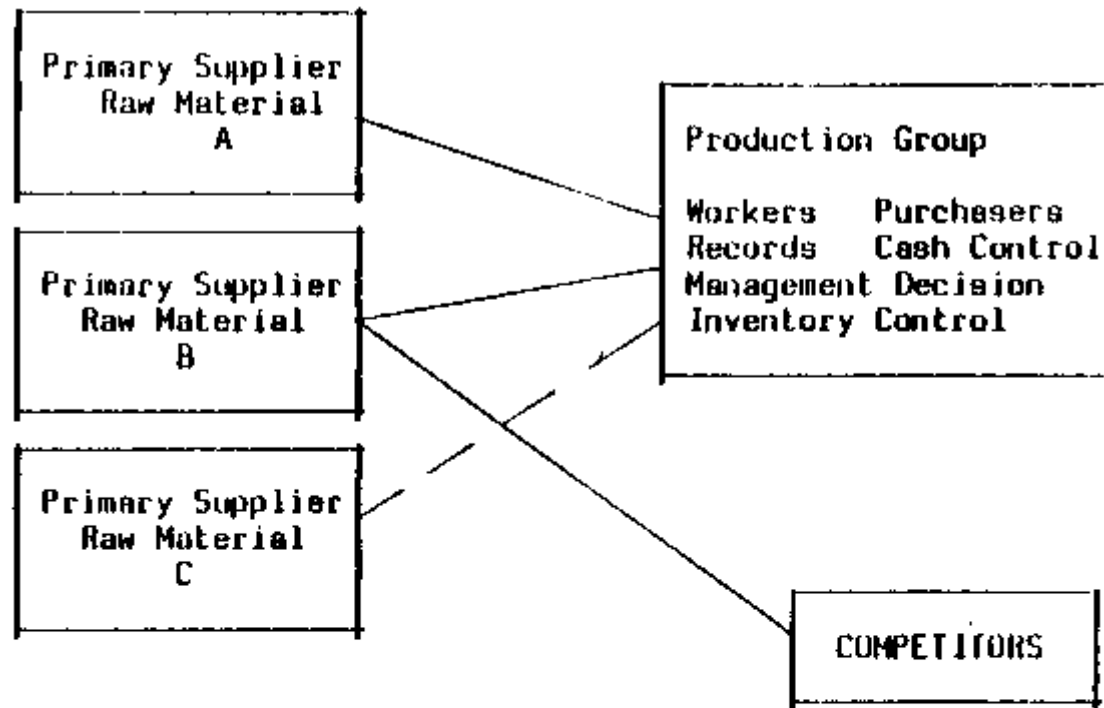 Primary Supplier
Raw Material
A
Primary Supplier
Raw Material
B
Primary Supplier
Raw Material
C
Production Group
Workers Purchasers
Records Cash Control
Management Decision
Inventory Control
COMPETITORS